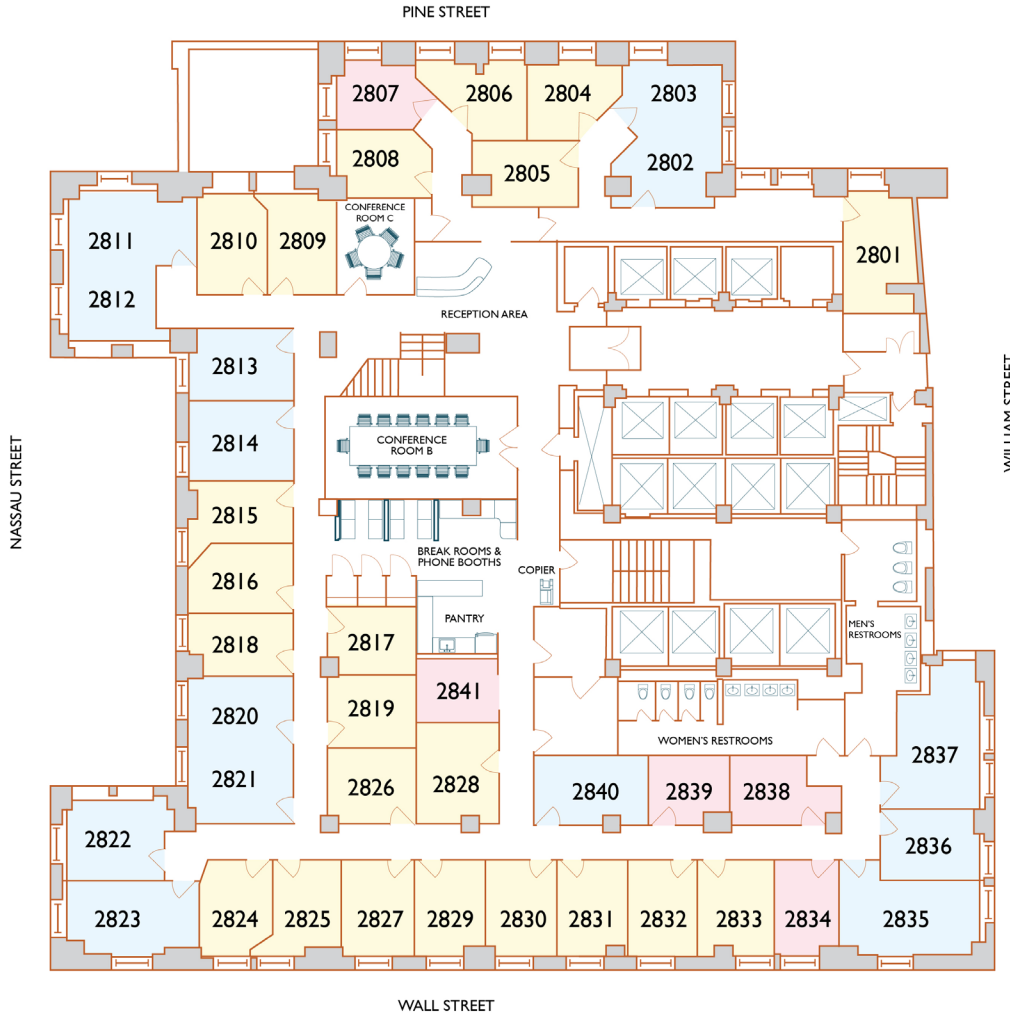 PINE STREET
2807
2806
2804
2803
2808
2805
2802
CONFERENCE
ROOM C
2811
2810
2809
2801
2812
RECEPTION AREA
2813
2814
CONFERENCE
ROOM B
NASSAU STREET
WILLIAM STREET
2815
BREAK ROOMS &
PHONE BOOTHS
COPIER
2816
PANTRY
MEN'S
RESTROOMS
2818
2817
2841
2819
2820
WOMEN'S RESTROOMS
2837
2821
2826
2828
2840
2839
2838
2822
2836
2823
2824
2825
2827
2829
2830
2831
2832
2833
2834
2835
WALL STREET